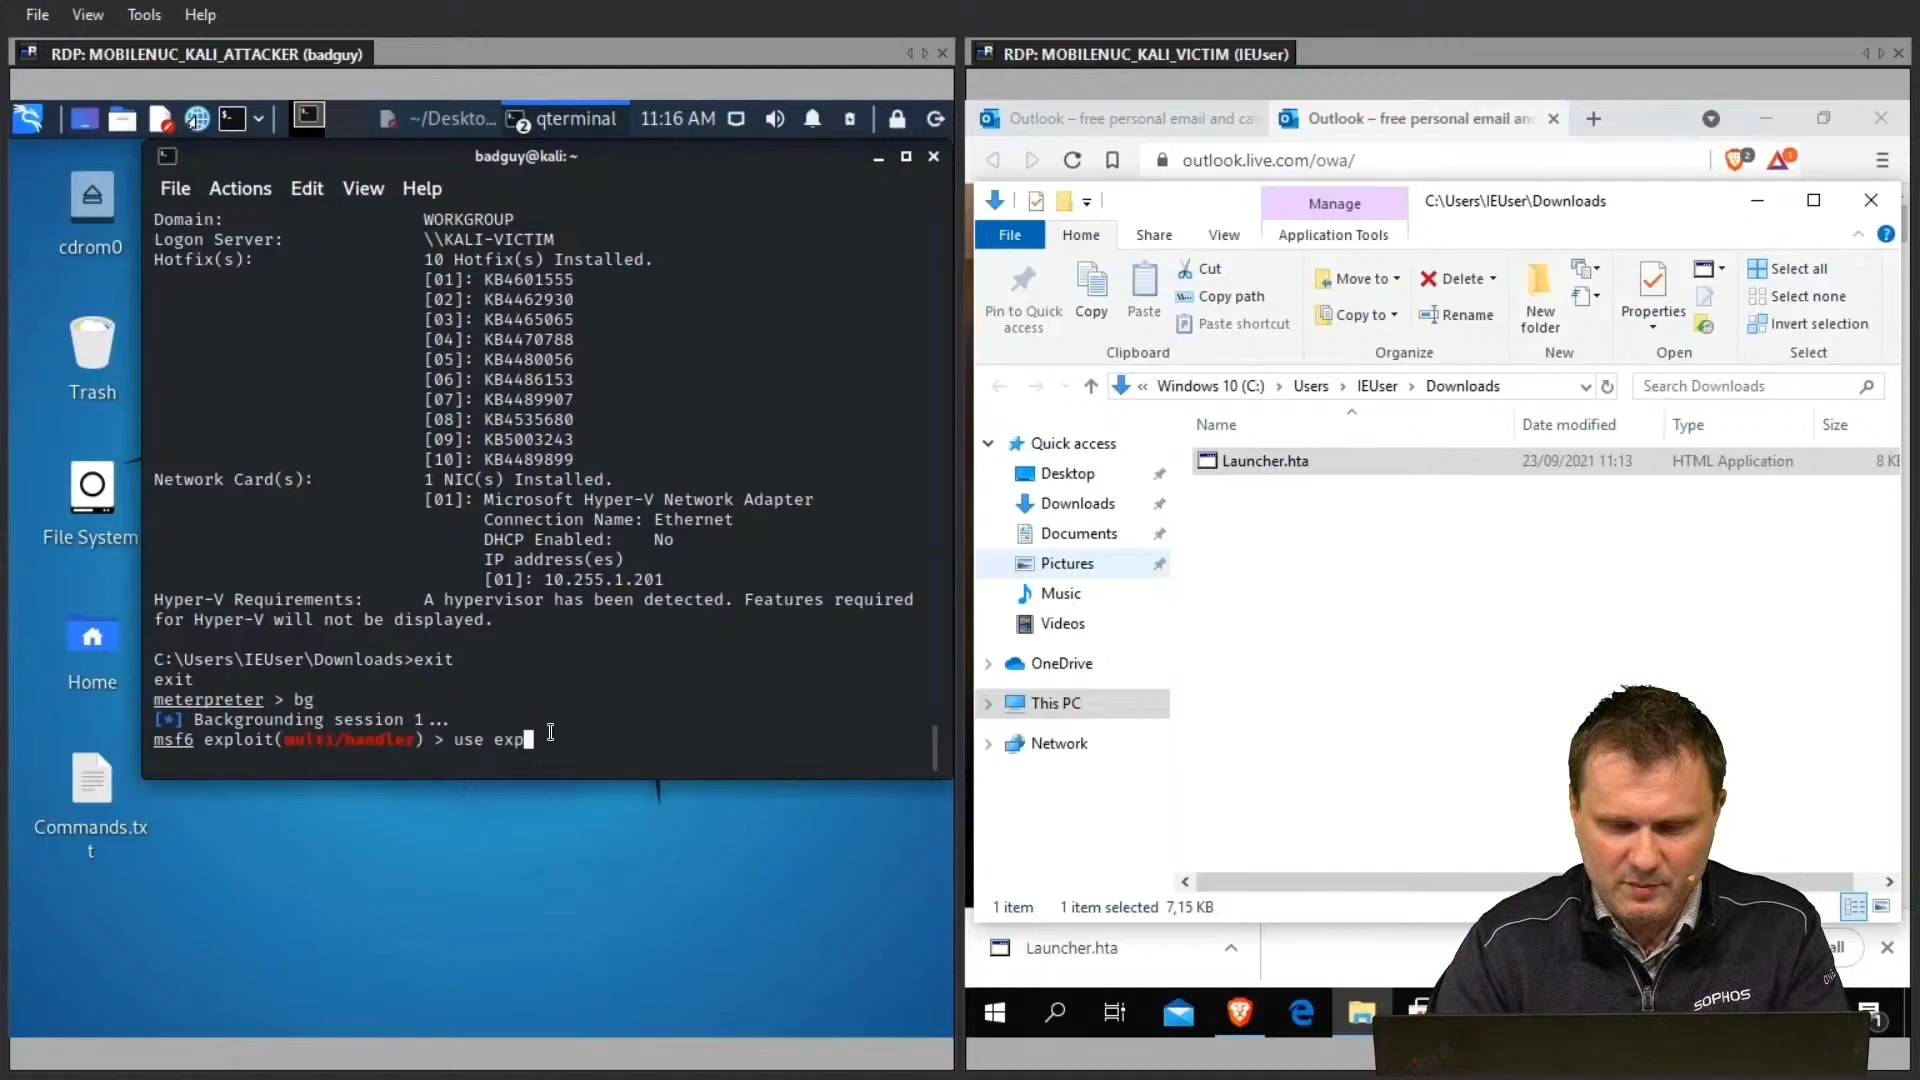 File View Tools Help
RDP: MOBILENUC_KALI_ATTACKER (badguy)
~/Deskto... 2 qterminal 11:16 AM
cdrom0
Trash
File System
Home
Commands.tx
t
badguy@kali: ~
File Actions Edit View Help
Domain: WORKGROUP
Logon Server: \\KALI-VICTIM
Hotfix(s): 10 Hotfix(s) Installed.
[01]: KB4601555
[02]: KB4462930
[03]: KB4465065
[04]: KB4470788
[05]: KB4480056
[06]: KB4486153
[07]: KB4489907
[08]: KB4535680
[09]: KB5003243
[10]: KB4489899
Network Card(s): 1 NIC(s) Installed.
[01]: Microsoft Hyper-V Network Adapter
Connection Name: Ethernet
DHCP Enabled: No
IP address(es)
[01]: 10.255.1.201
Hyper-V Requirements: A hypervisor has been detected. Features required
for Hyper-V will not be displayed.
C:\Users\IEUser\Downloads>exit
exit
meterpreter > bg
[*] Backgrounding session 1...
msf6 exploit(multi/handler) > use exp
RDP: MOBILENUC_KALI_VICTIM (IEUser)
Outlook – free personal email and cal Outlook – free personal email an
outlook.live.com/owa/ 2 1
Manage C:\Users\IEUser\Downloads
File Home Share View Application Tools
Pin to Quick
access
Copy
Paste
Cut
Copy path
Paste shortcut
Clipboard
Move to
Copy to
Delete
Rename
Organize
New
folder
New
Properties
Open
Select all
Select none
Invert selection
Select
« Windows 10 (C:) Users IEUser Downloads Search Downloads
Name Date modified Type Size
Launcher.hta 23/09/2021 11:13 HTML Application 8 KB
Quick access
Desktop
Downloads
Documents
Pictures
Music
Videos
OneDrive
This PC
Network
1 item 1 item selected 7,15 KB
Launcher.hta all
SOPHOS
1